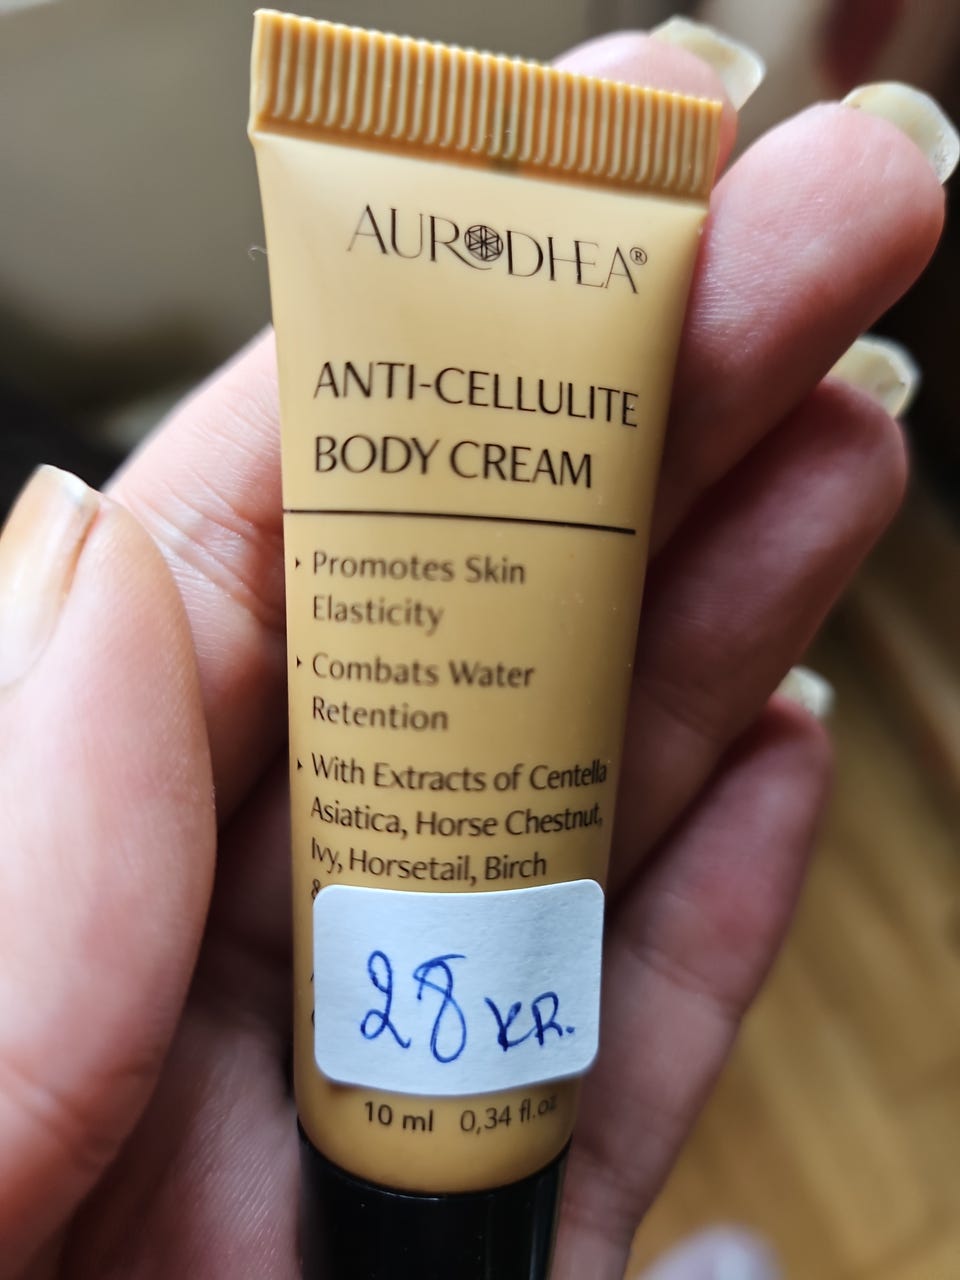 AURODHEA®
ANTI-CELLULITE
BODY CREAM
‣ Promotes Skin
Elasticity
‣ Combats Water
Retention
‣ With Extracts of Centella
Asiatica, Horse Chestnut,
Ivy, Horsetail, Birch
&
28 KR.
10 ml 0,34 fl.oz